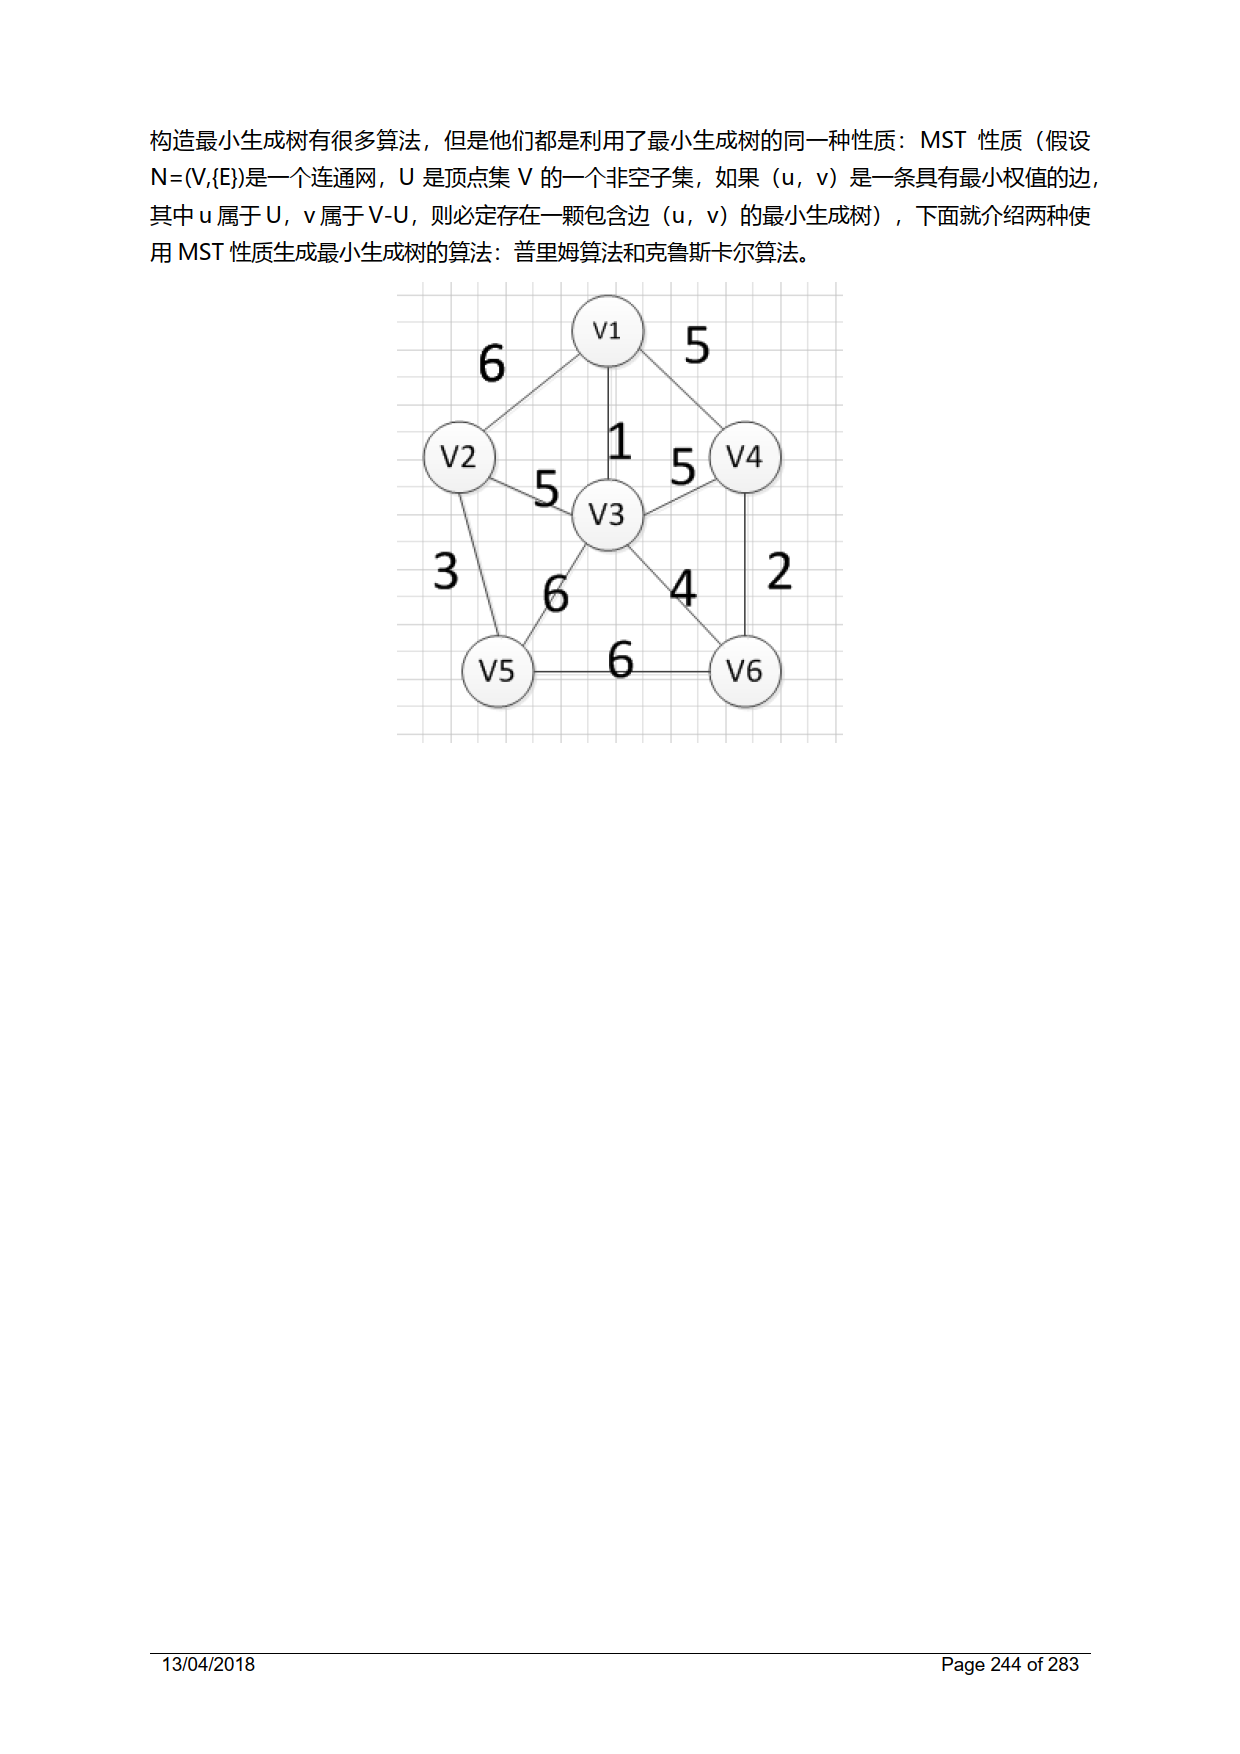 构造最小生成树有很多算法，但是他们都是利用了最小生成树的同一种性质：MST 性质（假设
N=(V,{E})是一个连通网，U 是顶点集 V 的一个非空子集，如果（u，v）是一条具有最小权值的边，
其中 u 属于 U，v 属于 V-U，则必定存在一颗包含边（u，v）的最小生成树），下面就介绍两种使
用 MST 性质生成最小生成树的算法：普里姆算法和克鲁斯卡尔算法。
V1
6
5
1
V2
V4
5
5
V3
3
6
4
2
V5
6
V6
13/04/2018
Page 244 of 283